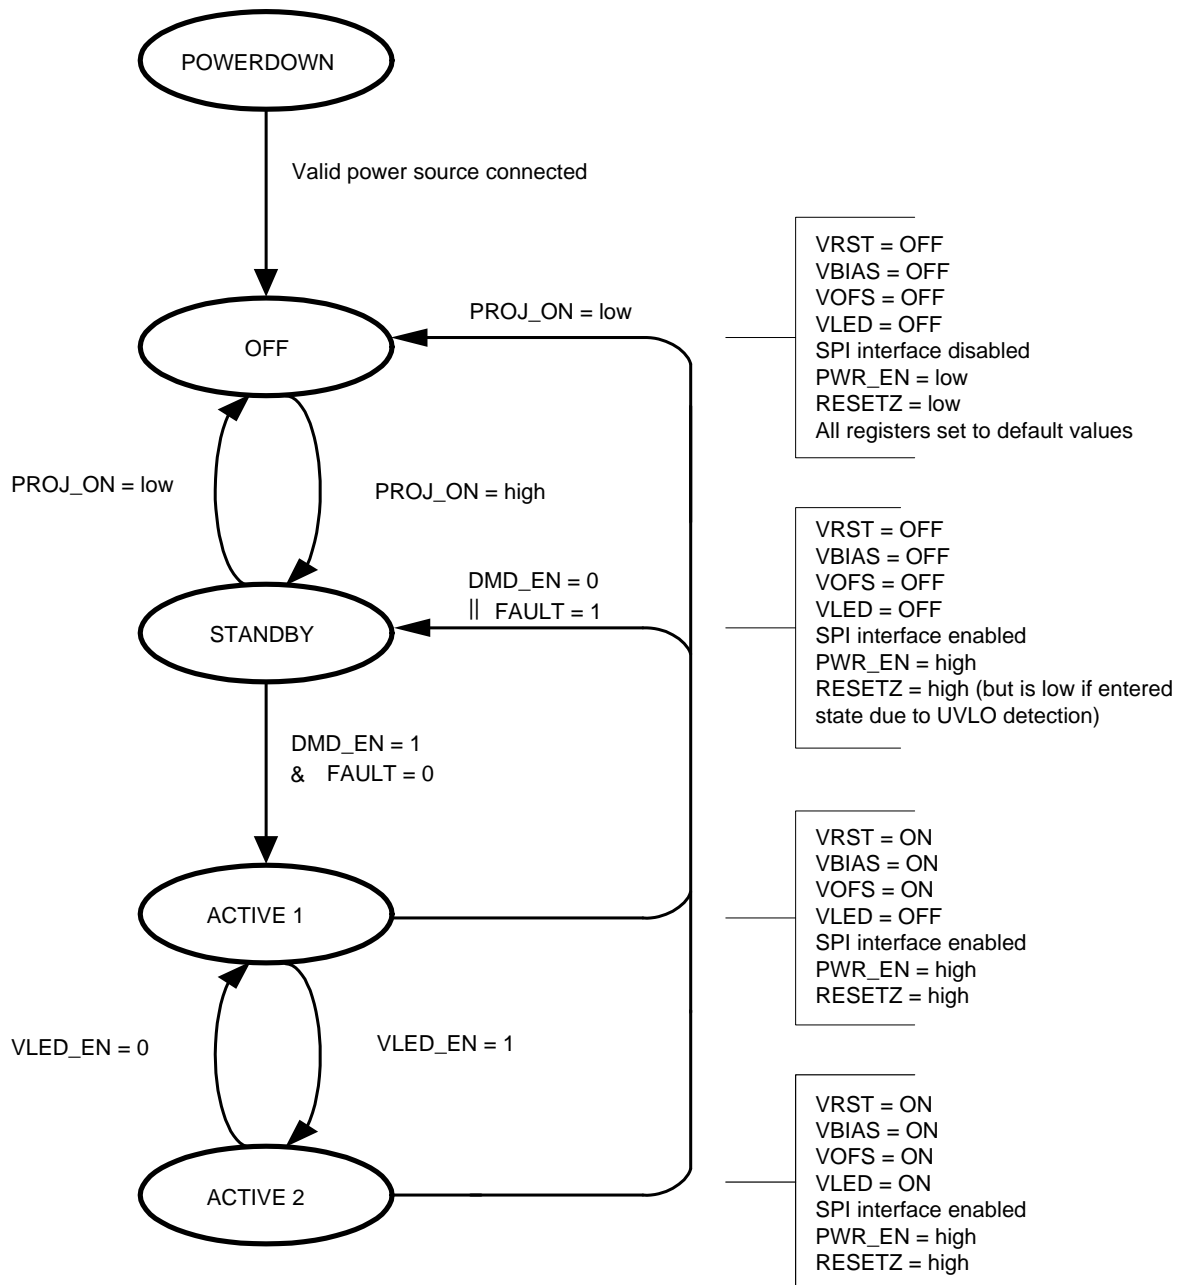 POWERDOWN
Valid power source connected
OFF
PROJ_ON = low
VRST = OFF
VBIAS = OFF
VOFS = OFF
VLED = OFF
SPI interface disabled
PWR_EN = low
RESETZ = low
All registers set to default values
PROJ_ON = low
PROJ_ON = high
STANDBY
DMD_EN = 0
|| FAULT = 1
VRST = OFF
VBIAS = OFF
VOFS = OFF
VLED = OFF
SPI interface enabled
PWR_EN = high
RESETZ = high (but is low if entered
state due to UVLO detection)
DMD_EN = 1
& FAULT = 0
ACTIVE 1
VRST = ON
VBIAS = ON
VOFS = ON
VLED = OFF
SPI interface enabled
PWR_EN = high
RESETZ = high
VLED_EN = 0
VLED_EN = 1
ACTIVE 2
VRST = ON
VBIAS = ON
VOFS = ON
VLED = ON
SPI interface enabled
PWR_EN = high
RESETZ = high